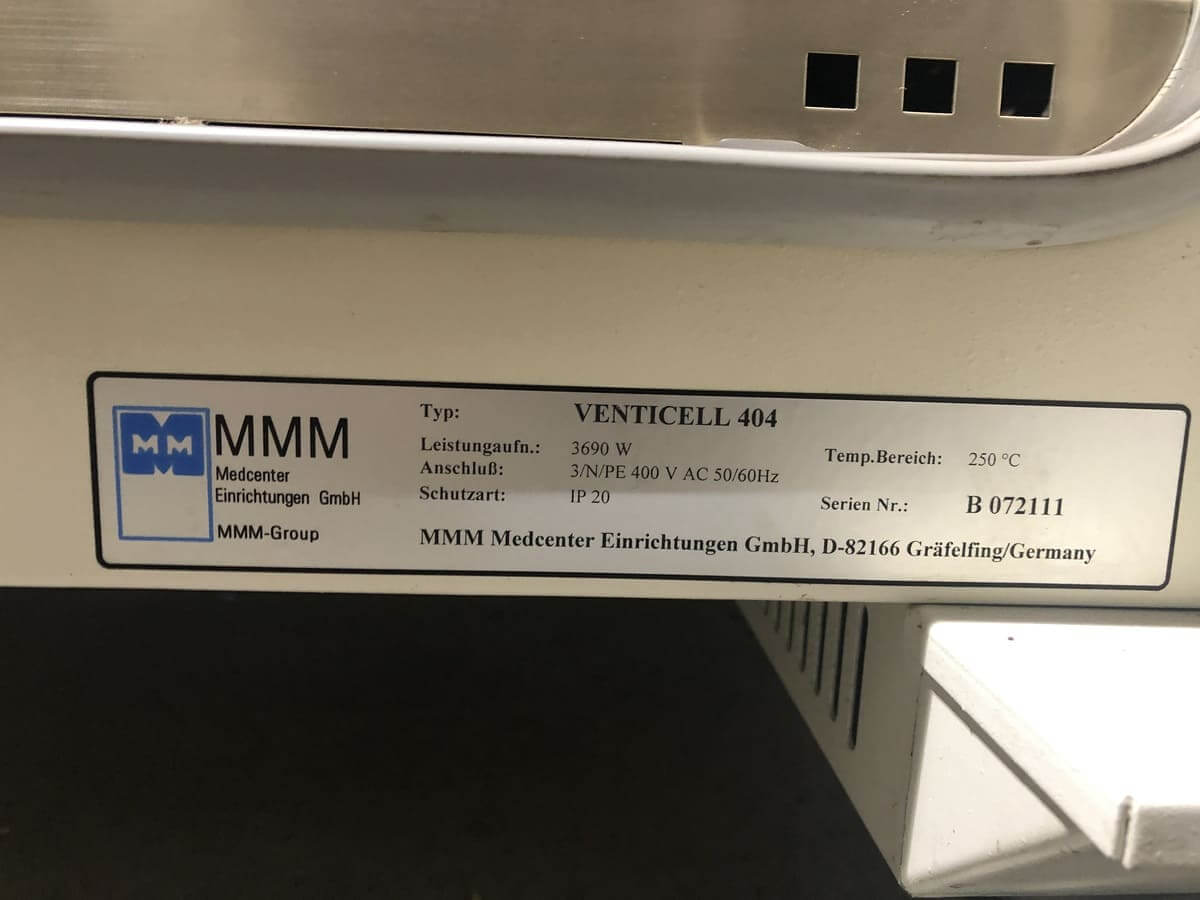 MM
MMM
Medcenter
Einrichtungen GmbH
MMM-Group
Typ: VENTICELL 404
Leistungaufn.: 3690 W
Anschluß: 3/N/PE 400 V AC 50/60Hz
Schutzart: IP 20
Temp.Bereich: 250 °C
Serien Nr.: B 072111
MMM Medcenter Einrichtungen GmbH, D-82166 Gräfelfing/Germany